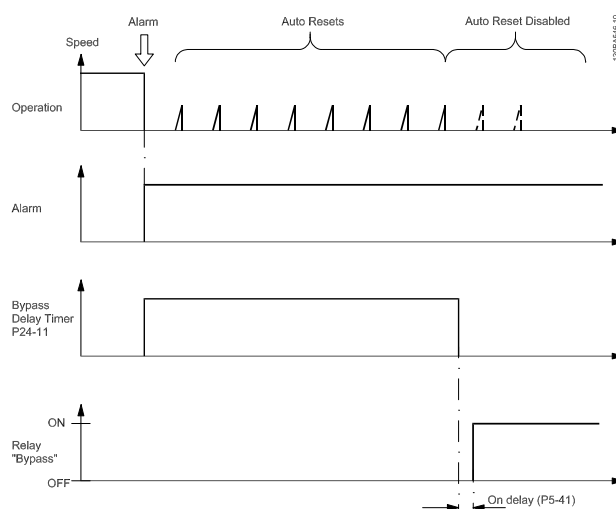 Alarm
Auto Resets
Auto Reset Disabled
Speed
Operation
Alarm
Bypass
Delay Timer
P24-11
ON
Relay
"Bypass"
OFF
On delay (P5-41)